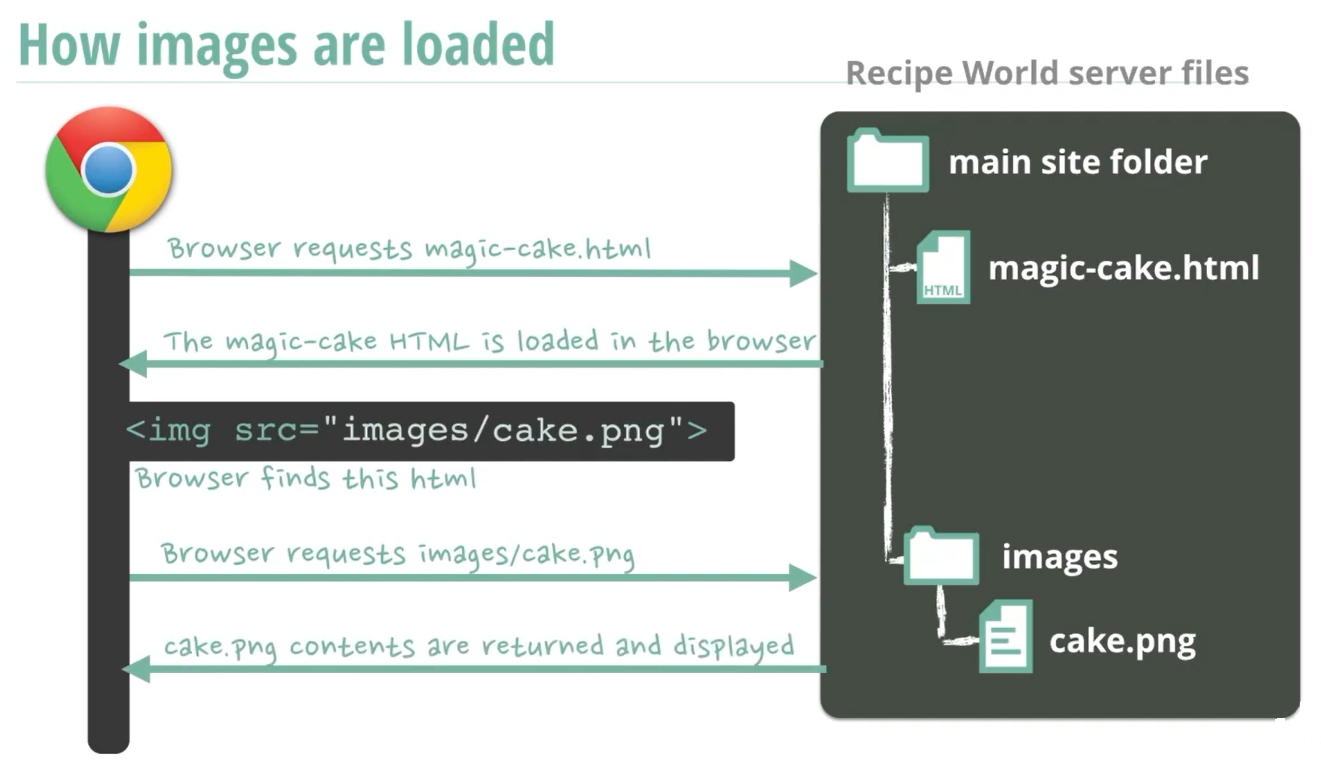 How images are loaded
Recipe World server files
main site folder
Browser requests magic-cake.html
HTML
magic-cake.html
The magic-cake HTML is loaded in the browser
<img src="images/cake.png">
Browser finds this html
Browser requests images/cake.png
images
cake.png contents are returned and displayed
cake.png